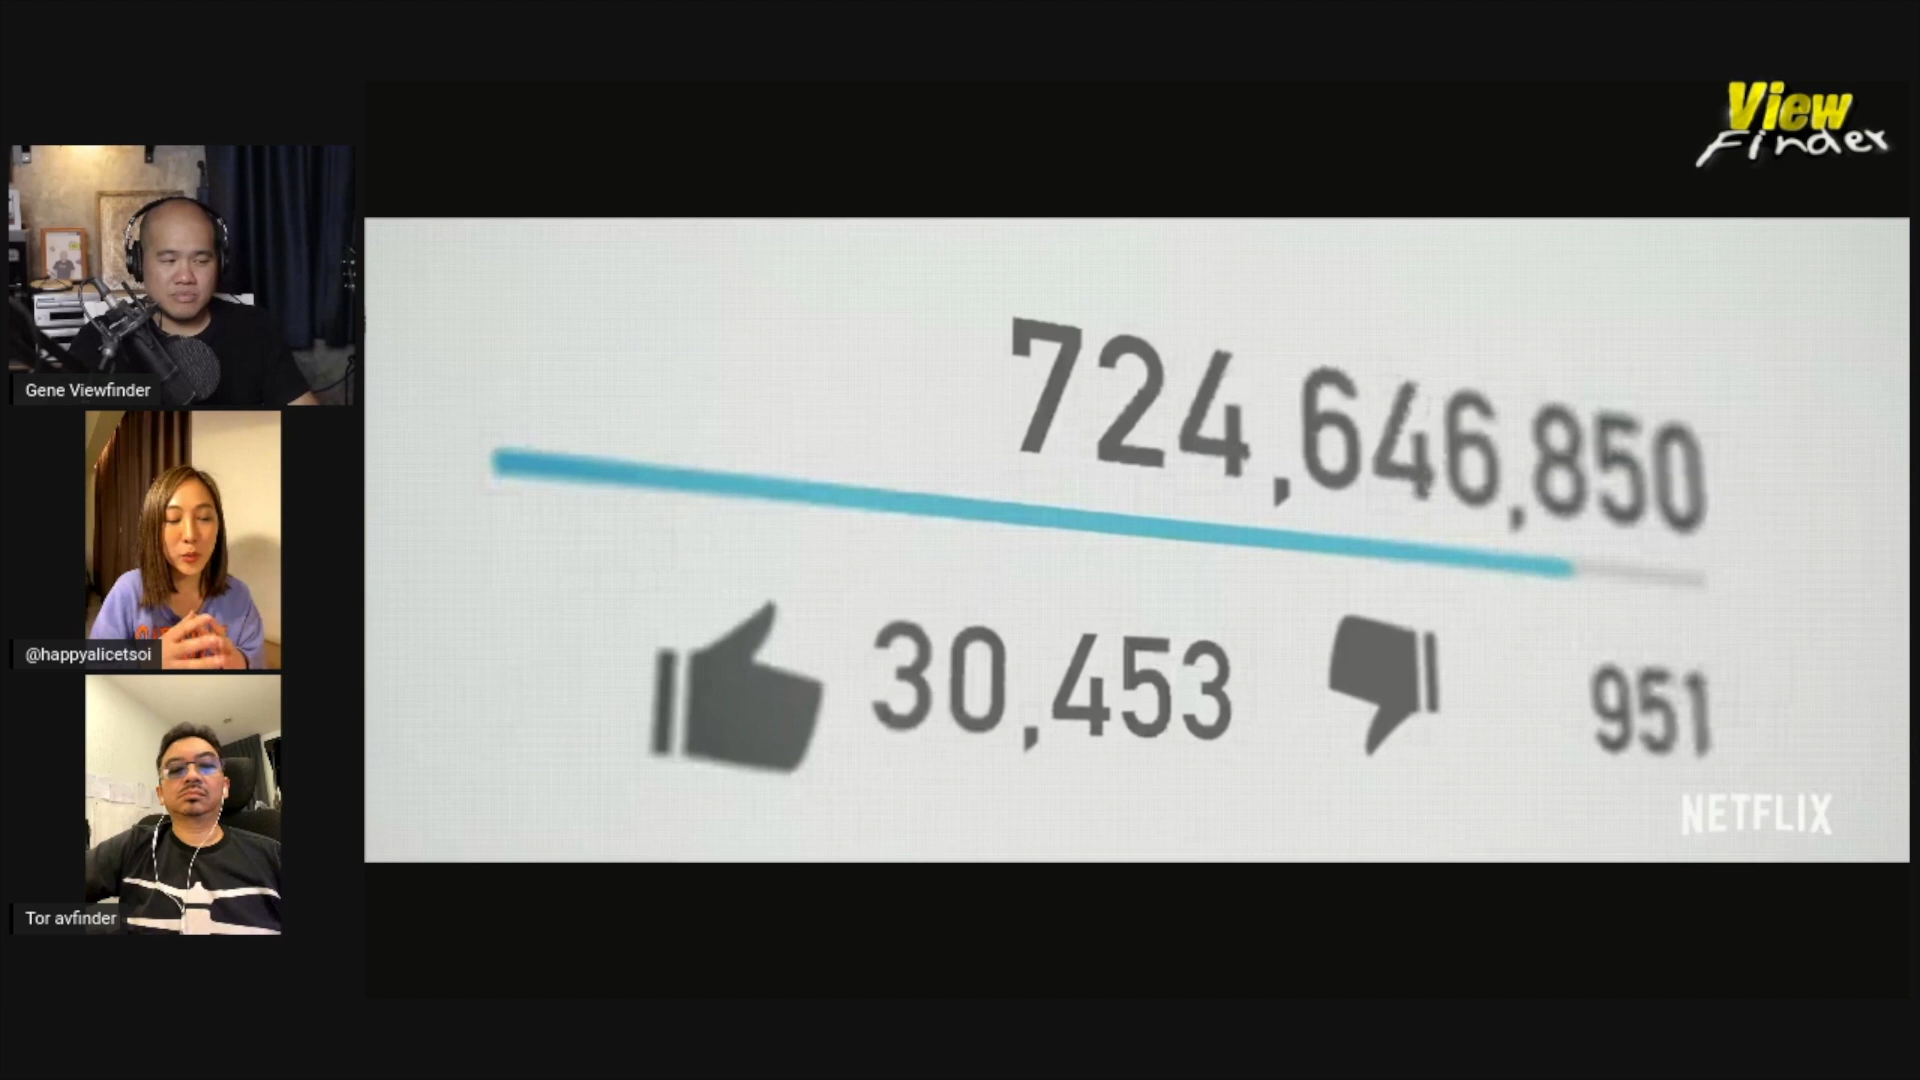 View
Finder
Gene Viewfinder
@happyalicetsoi
Tor avfinder
724,646,850
30,453
951
NETFLIX